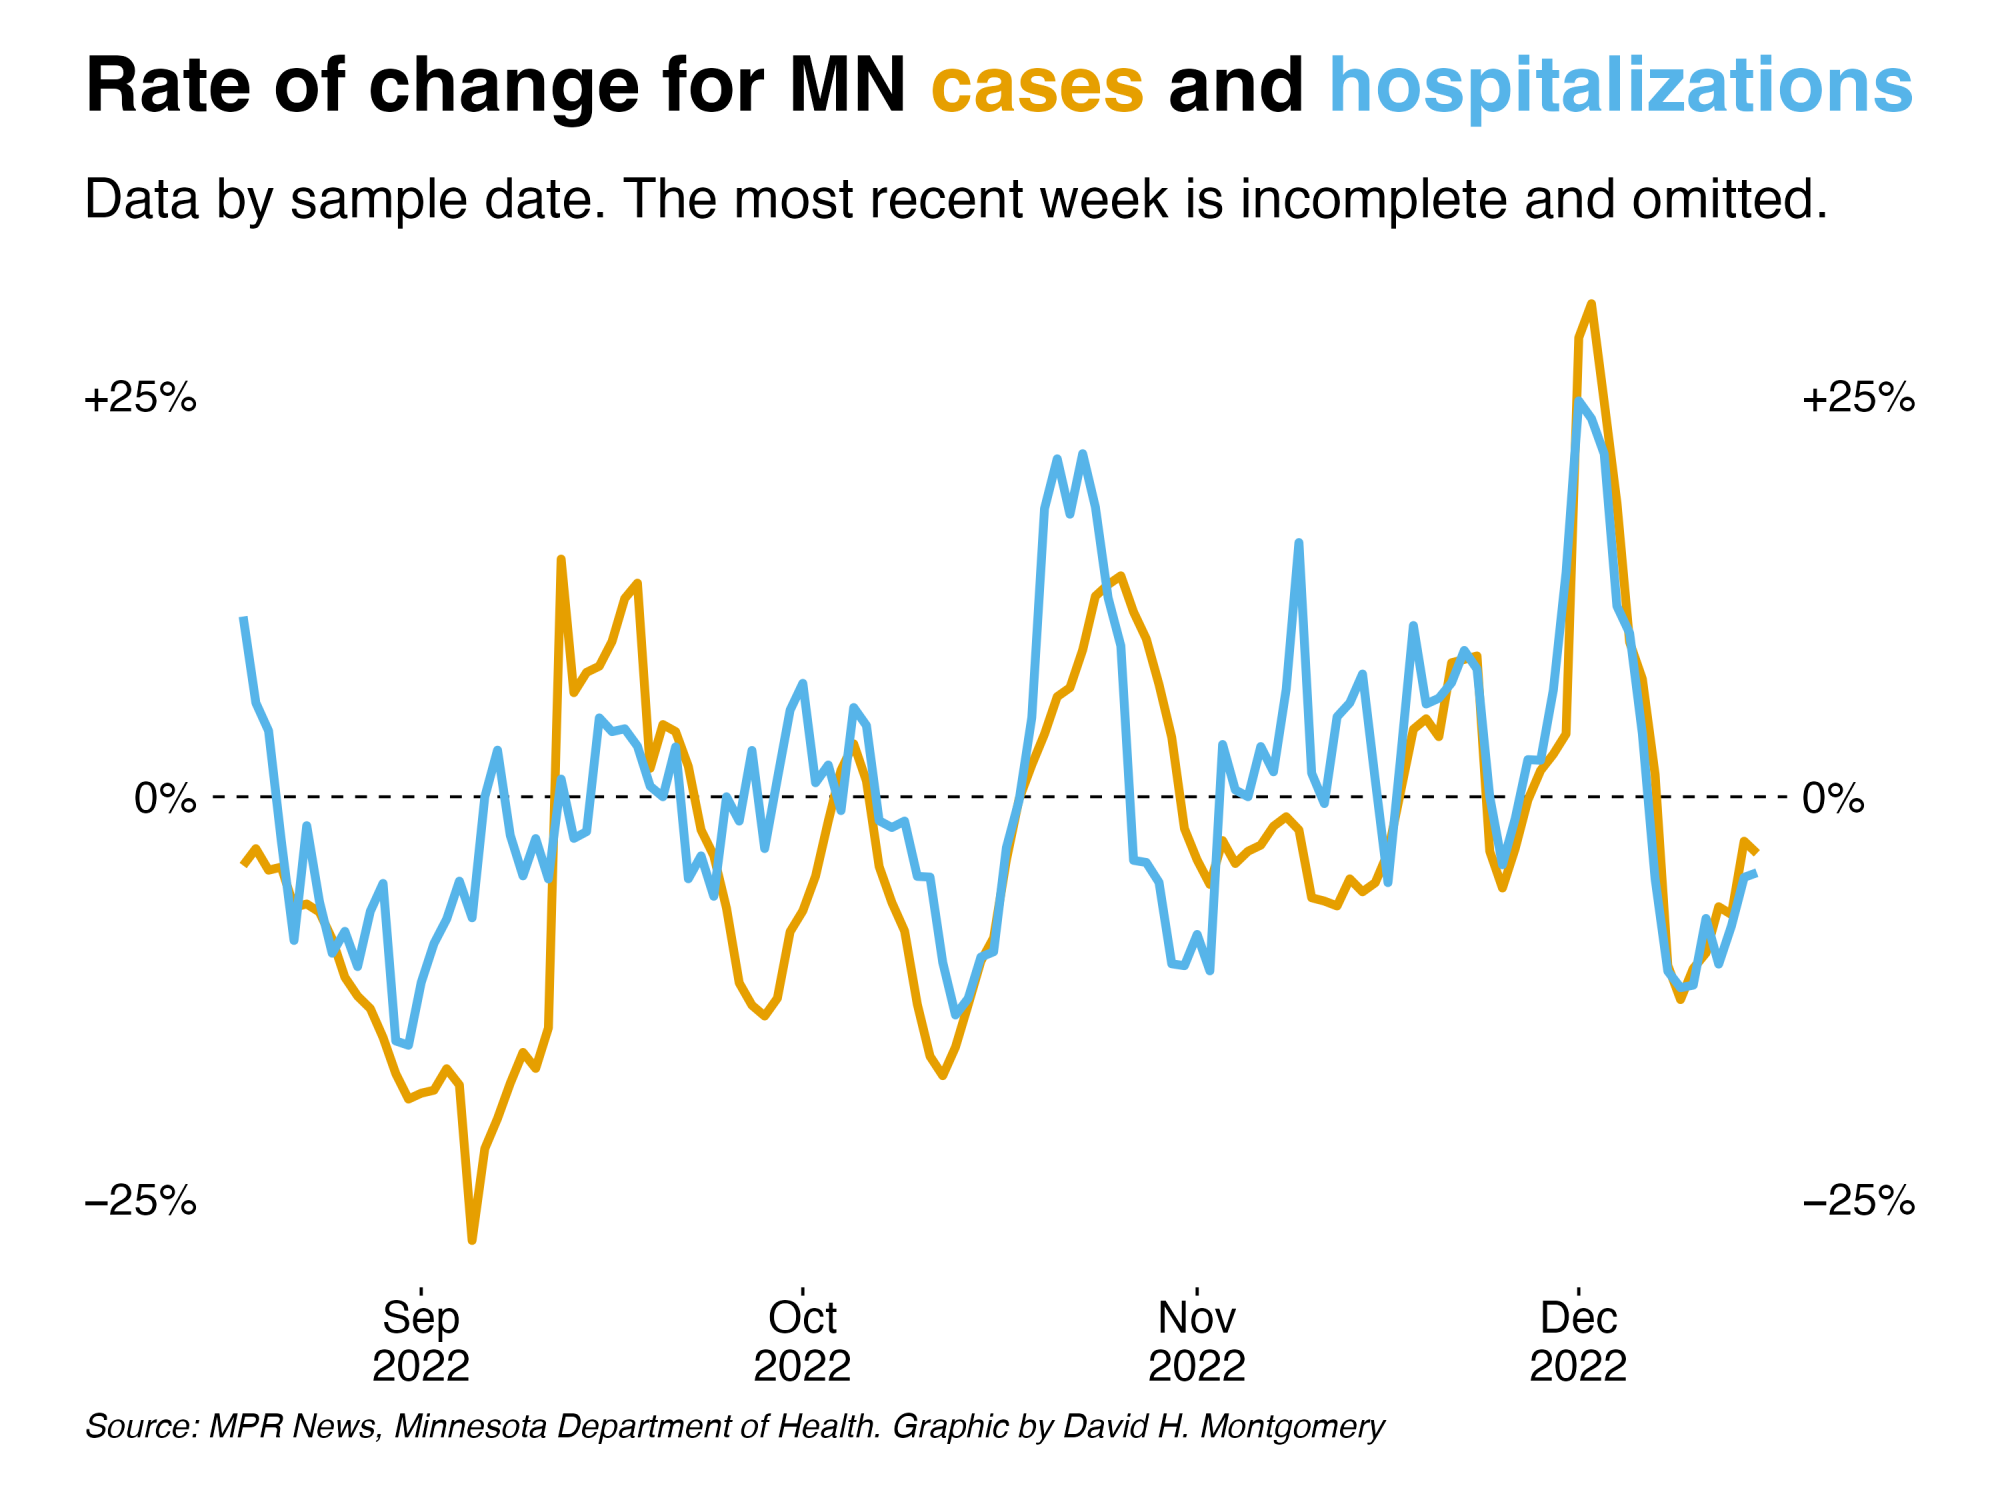 Rate of change for MN cases and hospitalizations
Data by sample date. The most recent week is incomplete and omitted.
+25% +25%
0% 0%
−25% −25%
Sep Oct Nov Dec
2022 2022 2022 2022
Source: MPR News, Minnesota Department of Health. Graphic by David H. Montgomery